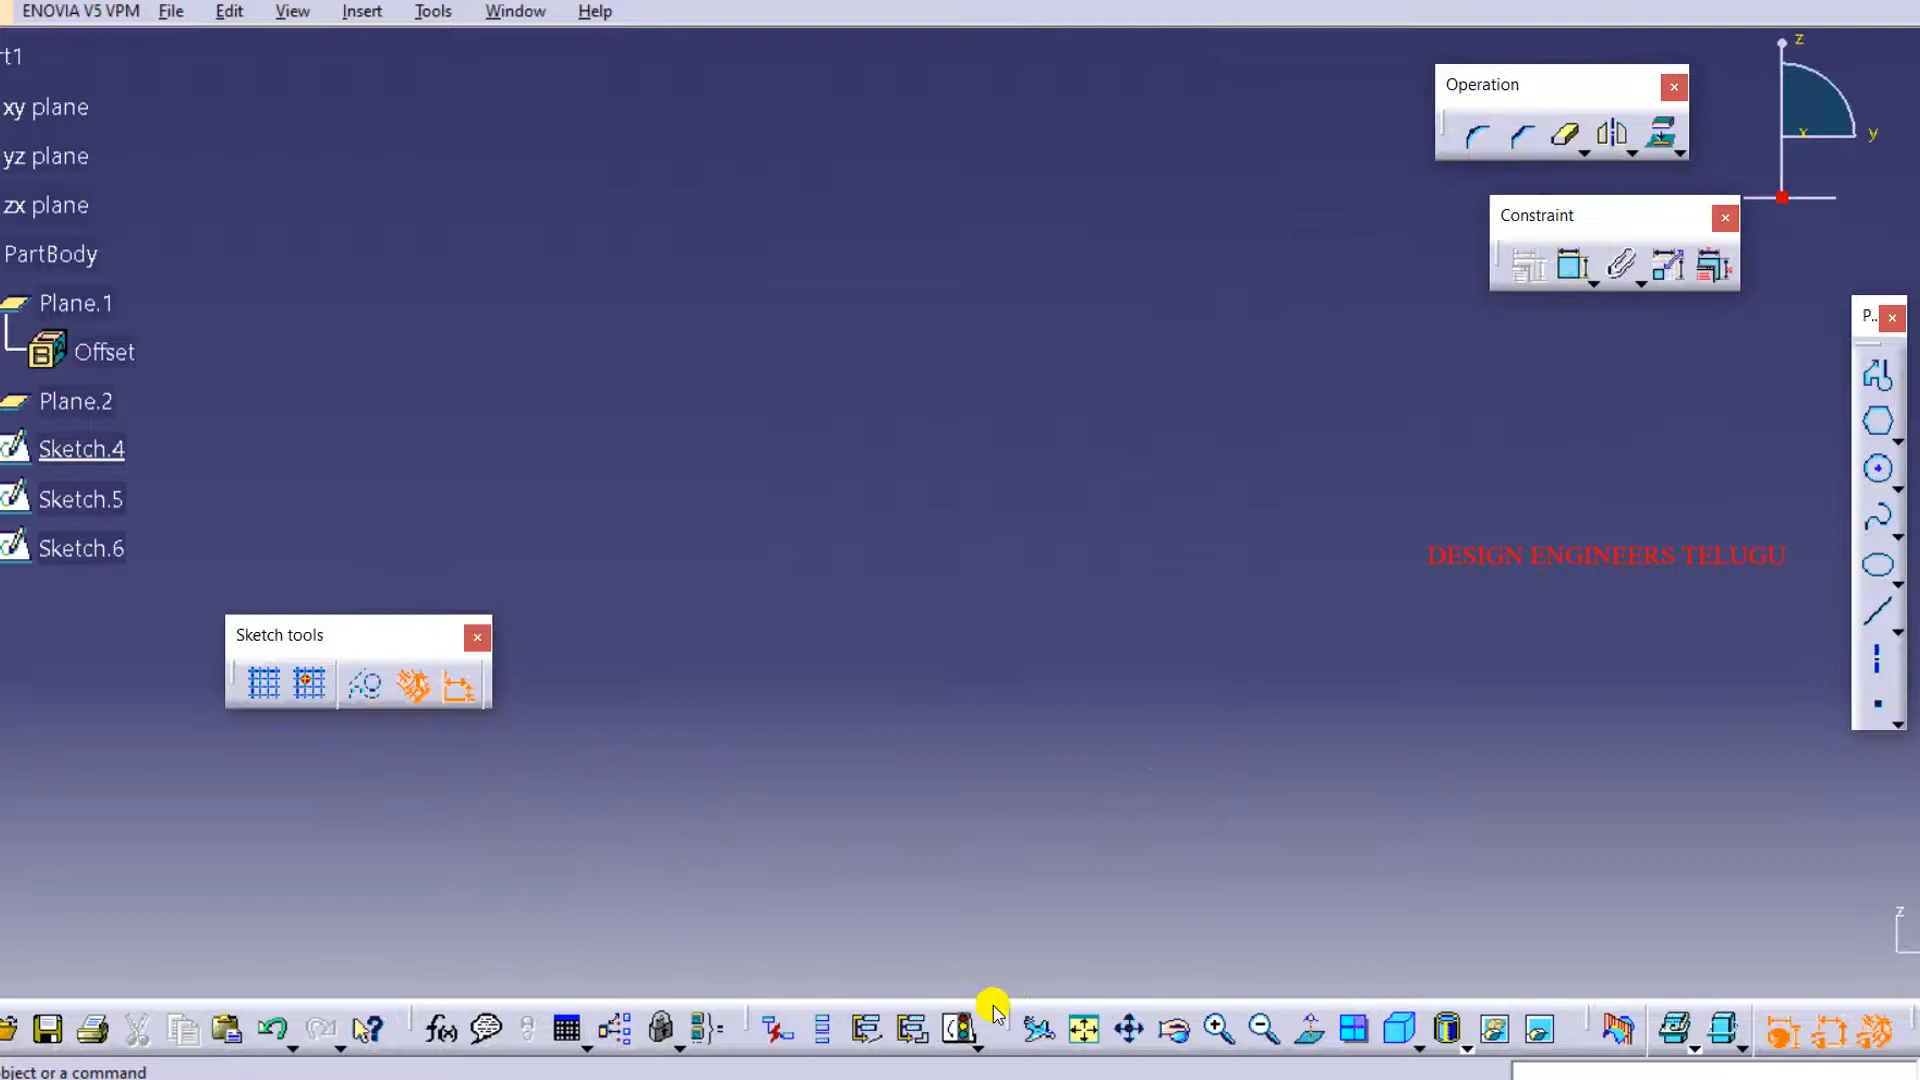 ENOVIA V5 VPM File Edit View Insert Tools Window Help
rt1
xy plane
yz plane
zx plane
PartBody
Plane.1
Offset
Plane.2
Sketch.4
Sketch.5
Sketch.6
Operation
z
x
y
Constraint
P..
DESIGN ENGINEERS TELUGU
Sketch tools
z
f(x)
bject or a command